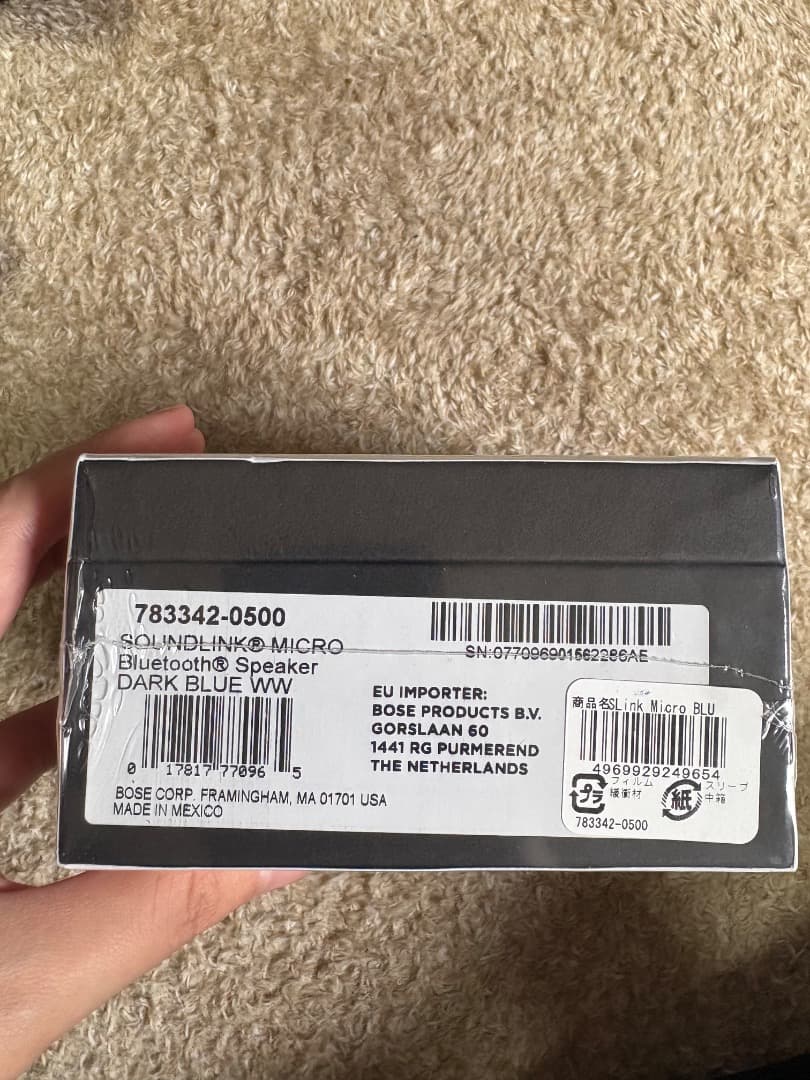 783342-0500
SOUNDLINK® MICRO
Bluetooth® Speaker
DARK BLUE WW
0 17817 77096 5
BOSE CORP. FRAMINGHAM, MA 01701 USA
MADE IN MEXICO
SN:077096901562286AE
EU IMPORTER:
BOSE PRODUCTS B.V.
GORSLAAN 60
1441 RG PURMEREND
THE NETHERLANDS
商品名SLink Micro BLU
4969929249654
プラ
フィルム
緩衝材
紙
スリーブ
中箱
783342-0500